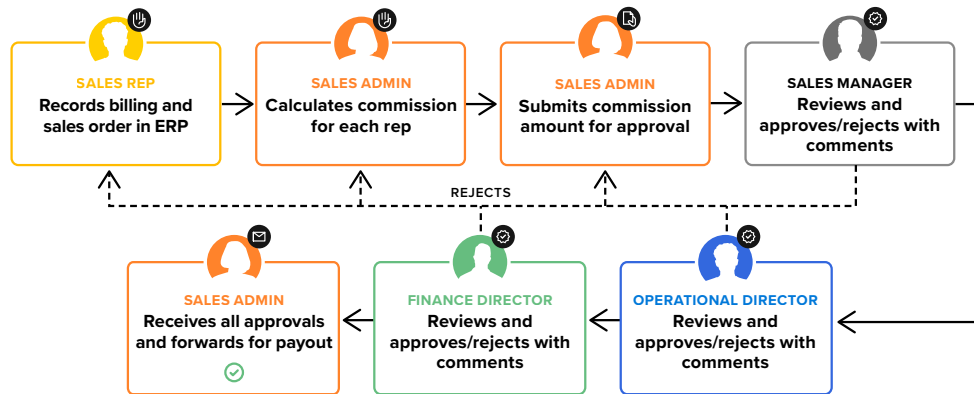 SALES REP
Records billing and
sales order in ERP
SALES ADMIN
Calculates commission
for each rep
SALES ADMIN
Submits commission
amount for approval
SALES MANAGER
Reviews and
approves/rejects with
comments
REJECTS
SALES ADMIN
Receives all approvals
and forwards for payout
FINANCE DIRECTOR
Reviews and
approves/rejects with
comments
OPERATIONAL DIRECTOR
Reviews and
approves/rejects with
comments